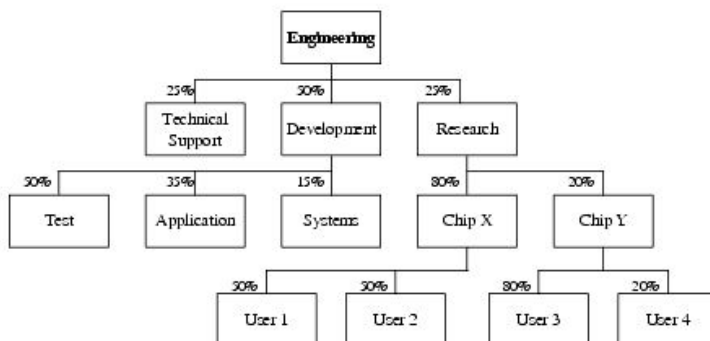 Engineering
25%
50%
25%
Technical
Support
Development
Research
50%
35%
15%
80%
20%
Test
Application
Systems
Chip X
Chip Y
50%
50%
80%
20%
User 1
User 2
User 3
User 4